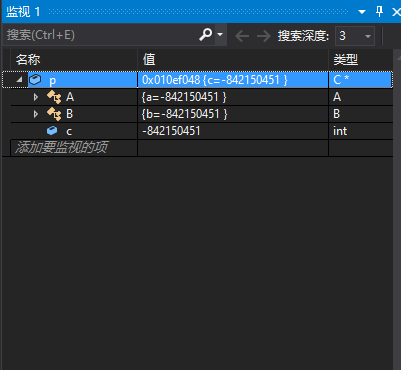 监视 1
搜索(Ctrl+E) 搜索深度: 3
名称 值 类型
p 0x010ef048 {c=-842150451 } C *
A {a=-842150451 } A
B {b=-842150451 } B
c -842150451 int
添加要监视的项